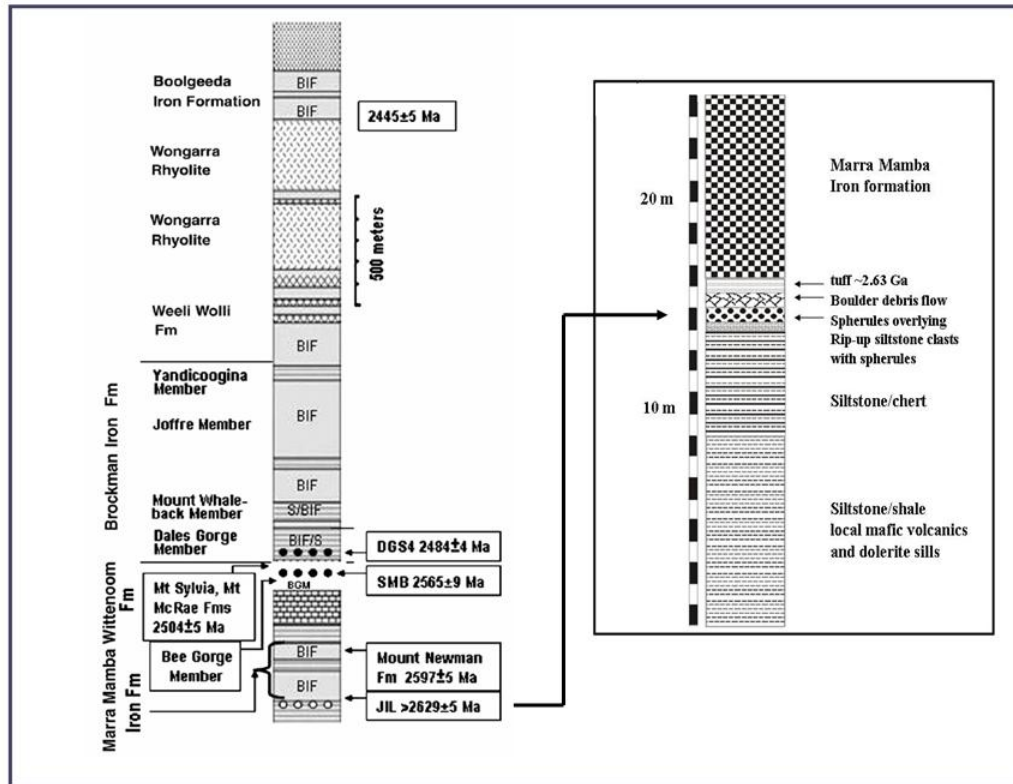 Boolgeeda
Iron Formation
BIF
BIF
2445±5 Ma
Wongarra
Rhyolite
Wongarra
Rhyolite
500 meters
Weeli Wolli
Fm
BIF
Brockman Iron Fm
Yandicoogina
Member
Joffre Member
BIF
BIF
Mount Whale-
back Member
S/BIF
Dales Gorge
Member
BIF/S
DGS4 2484±4 Ma
SMB 2565±9 Ma
BGM
Marra Mamba Wittenoom
Iron Fm
Fm
Mt Sylvia, Mt
McRae Fms
2504±5 Ma
Bee Gorge
Member
BIF
Mount Newman
Fm 2597±5 Ma
BIF
JIL >2629±5 Ma
20 m
Marra Mamba
Iron formation
tuff ~2.63 Ga
Boulder debris flow
Spherules overlying
Rip-up siltstone clasts
with spherules
10 m
Siltstone/chert
Siltstone/shale
local mafic volcanics
and dolerite sills